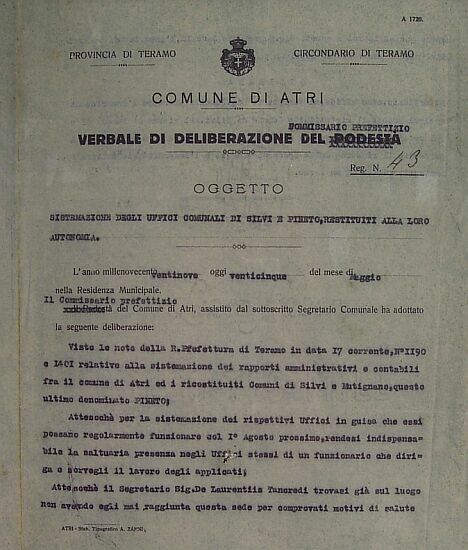 A 1729.
PROVINCIA DI TERAMO CIRCONDARIO DI TERAMO
COMUNE DI ATRI
COMMISSARIO PREFETTIZIO
VERBALE DI DELIBERAZIONE DEL PODESTÀ
Reg. N. 43
OGGETTO
SISTEMAZIONE DEGLI UFFICI COMUNALI DI SILVI E PINETO,RESTITUITI ALLA LORO
AUTONOMIA.
L'anno millenovecento ventinove oggi venticinque del mese di Maggio
nella Residenza Municipale.
Il Commissario prefettizio
del Comune di Atri, assistito dal sottoscritto Segretario Comunale ha adottato
la seguente deliberazione:
Viste le note della R.Prefettura di Teramo in data I7 corrente,N°II90
e I40I relative alla sistemazione dei rapporti amministrativi e contabili
fra il comune di Atri ed i ricostituiti Comuni di Silvi e Mutignano,questo
ultimo denominato PINETO;
Attesochè per la sistemazione dei rispettivi Uffici in guisa che essi
possano regolarmente funzionare col I° Agosto prossimo,rendesi indispensa=
bile la saltuaria presenza negli Uffici stessi di un funzionario che diri=
ga e sorvegli il lavoro degli applicati;
Attesochè il Segretario Sig.De Laurentiis Tancredi trovasi già sul luogo
non avendo egli mai raggiunta questa sede per comprovati motivi di salute
ATRI - Stab. Tipografico A. ZANNI